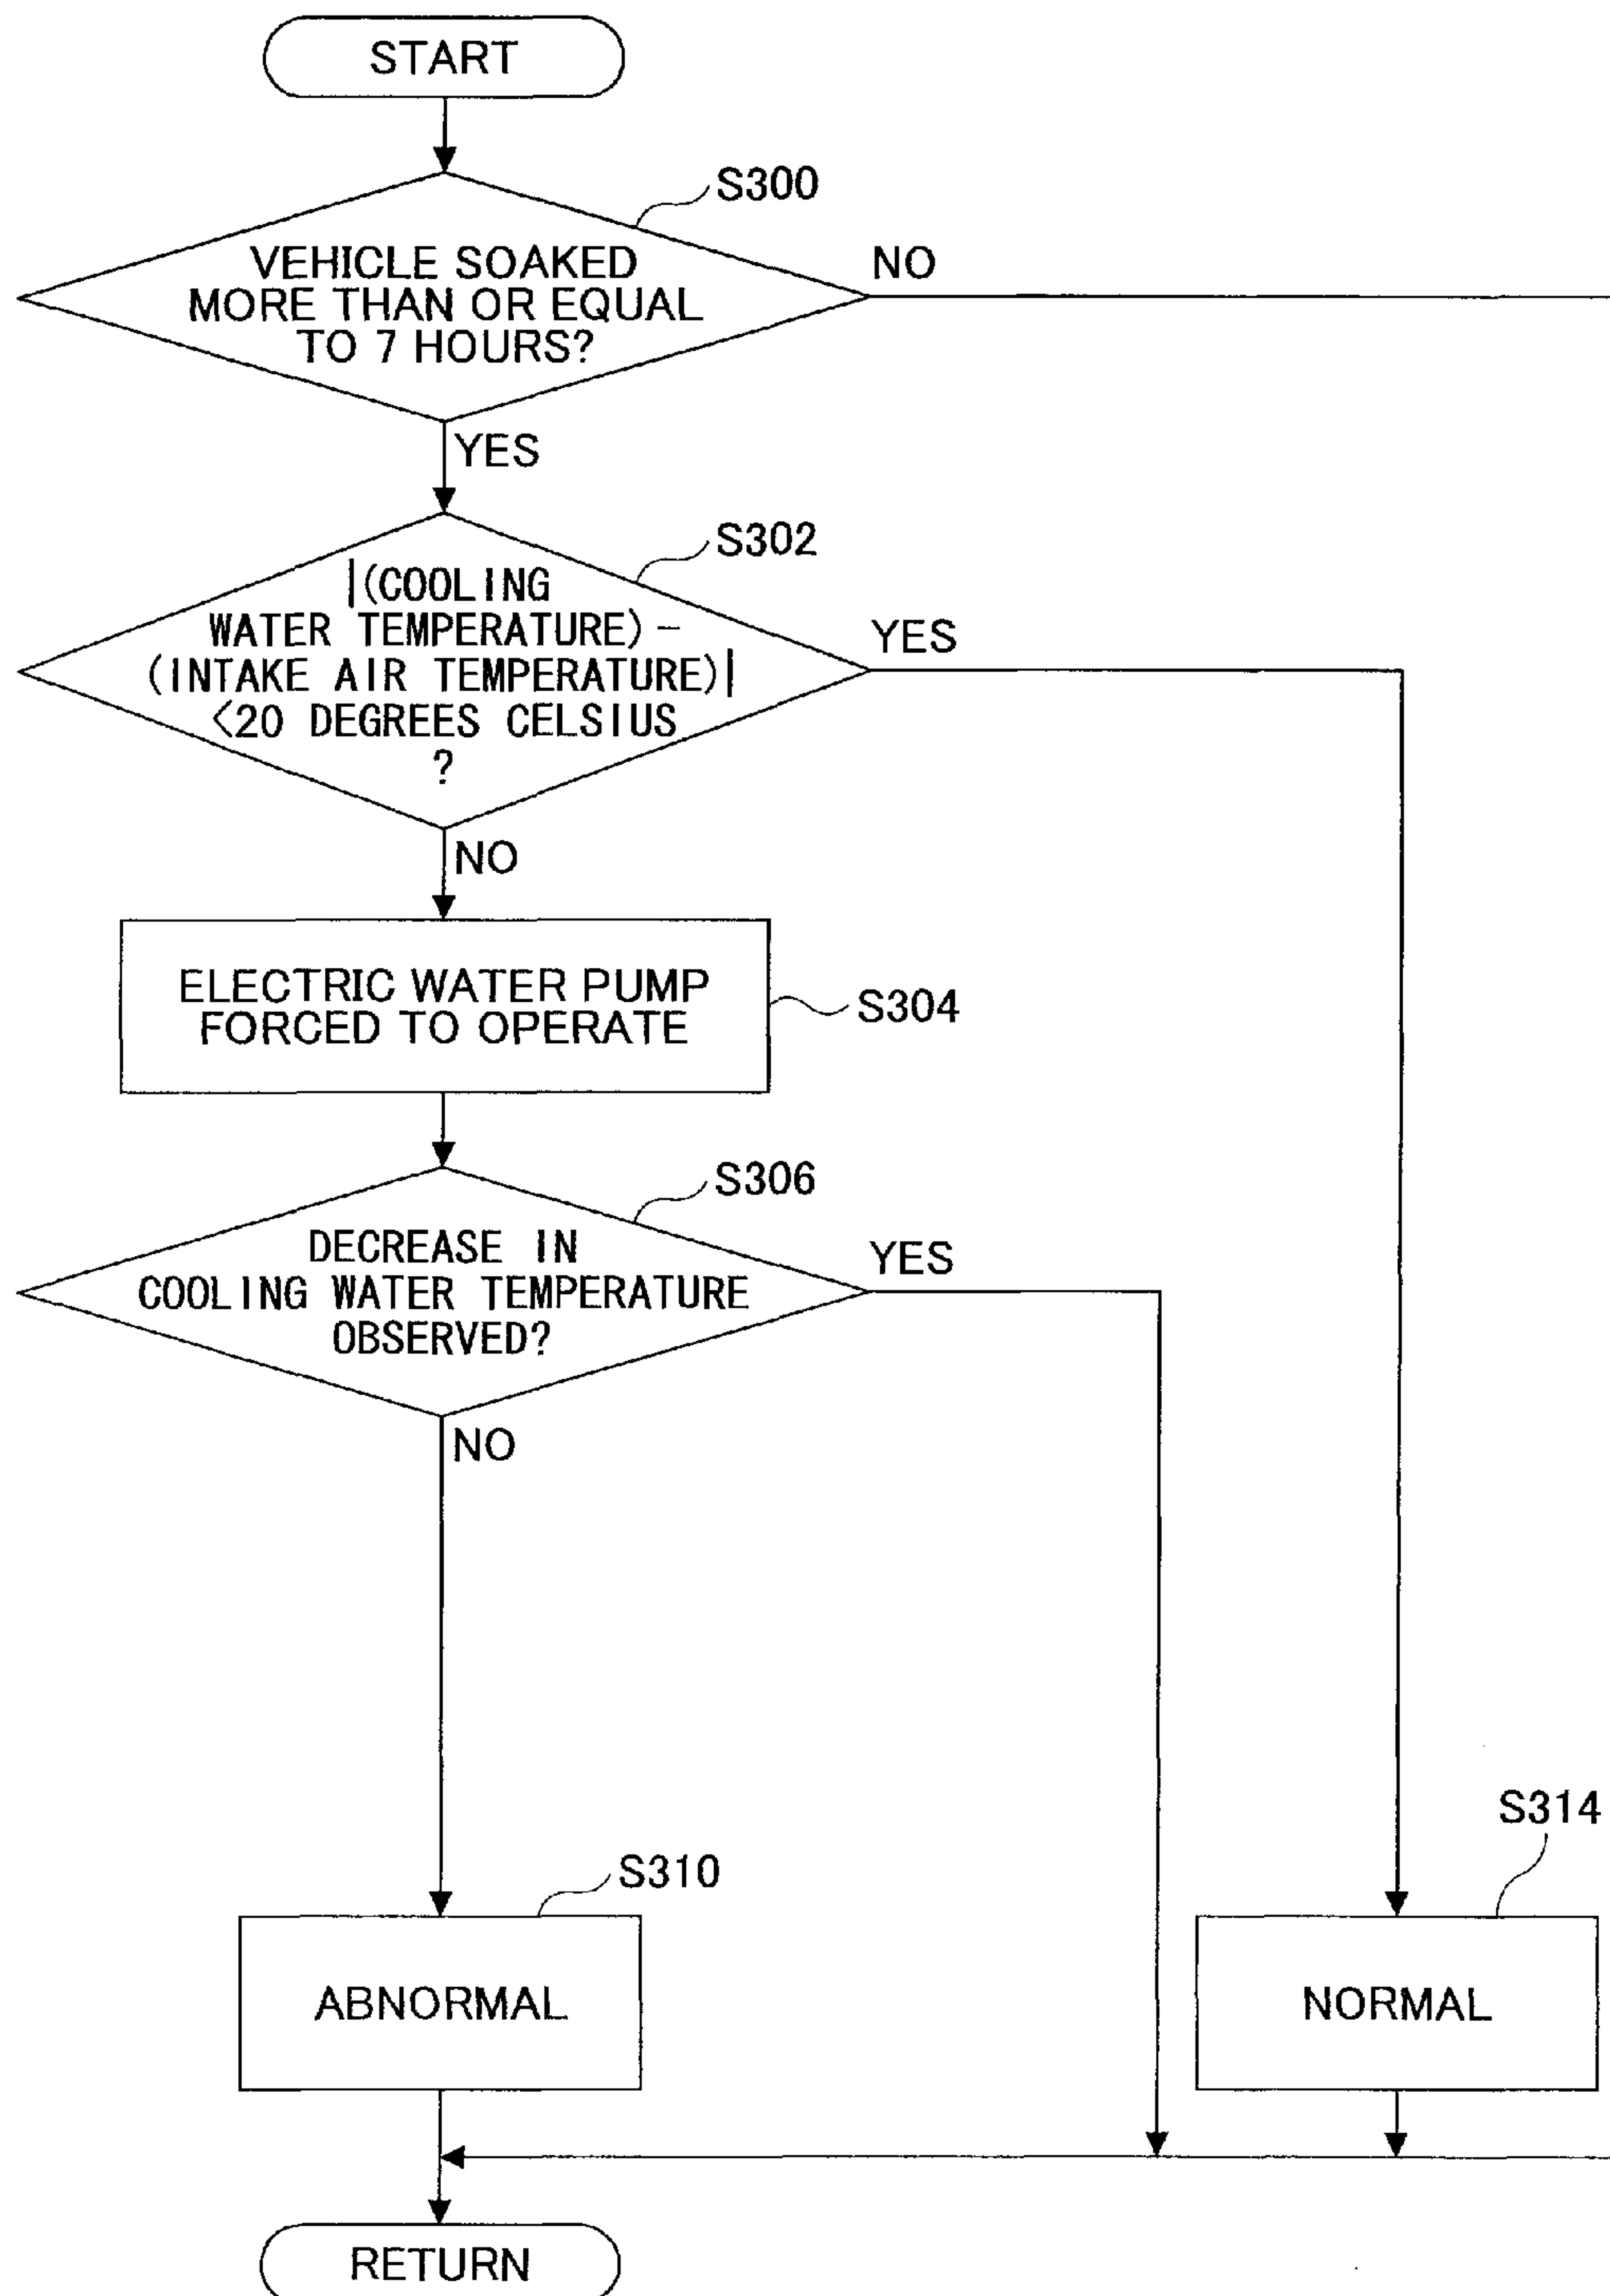 START
S300
VEHICLE SOAKED
MORE THAN OR EQUAL
TO 7 HOURS?
NO
YES
S302
|(COOLING
WATER TEMPERATURE)-
(INTAKE AIR TEMPERATURE)|
<20 DEGREES CELSIUS
?
YES
NO
ELECTRIC WATER PUMP
FORCED TO OPERATE
S304
S306
DECREASE IN
COOLING WATER TEMPERATURE
OBSERVED?
YES
NO
S310
ABNORMAL
S314
NORMAL
RETURN